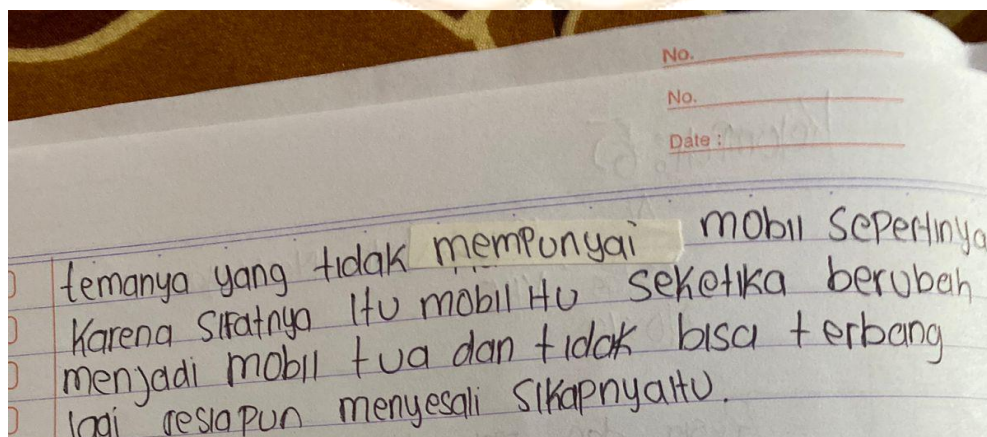 No.
No.
Date :
temanya yang tidak mempunyai mobil sepertinya
Karena sifatnya itu mobil itu seketika berubah
menjadi mobil tua dan tidak bisa terbang
lagi jesiapun menyesali sikapnyaitu.